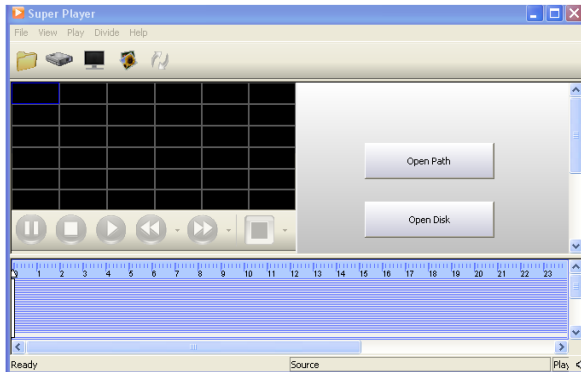 Super Player
File View Play Divide Help
Open Path
Open Disk
0 1 2 3 4 5 6 7 8 9 10 11 12 13 14 15 16 17 18 19 20 21 22 23
Ready Source Play